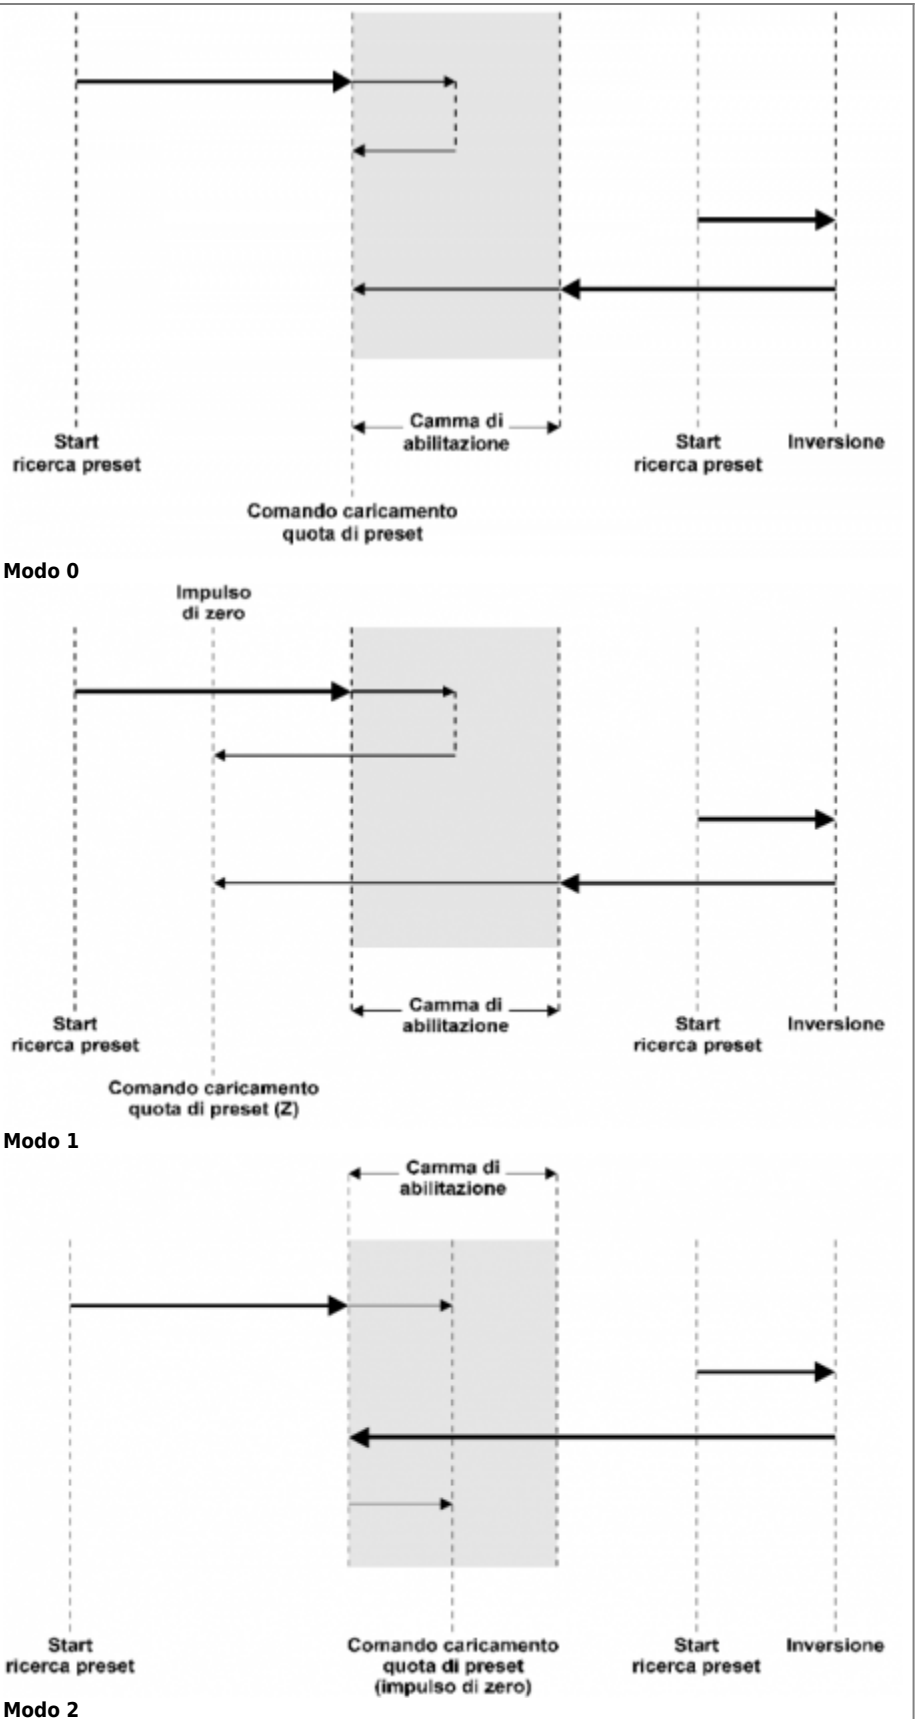 Camma di
abilitazione
Start
ricerca preset
Start
ricerca preset
Inversione
Comando caricamento
quota di preset
Modo 0
Impulso
di zero
Camma di
abilitazione
Start
ricerca preset
Start
ricerca preset
Inversione
Comando caricamento
quota di preset (Z)
Modo 1
Camma di
abilitazione
Start
ricerca preset
Comando caricamento
quota di preset
(impulso di zero)
Start
ricerca preset
Inversione
Modo 2